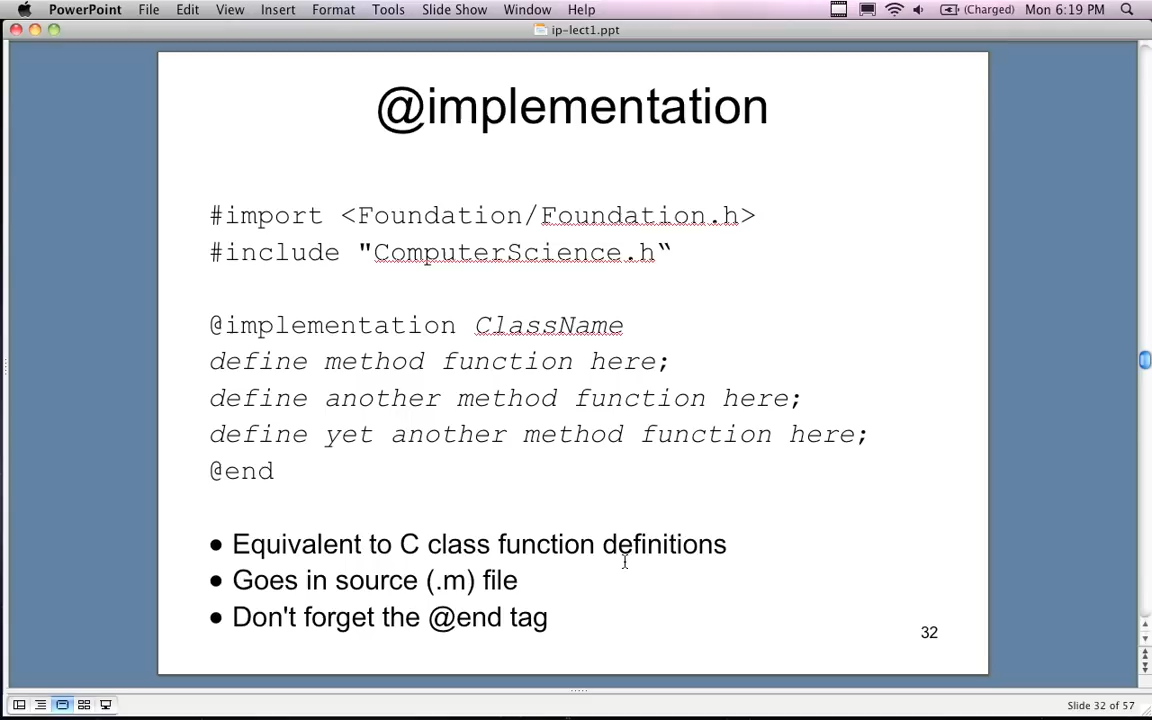 PowerPoint File Edit View Insert Format Tools Slide Show Window Help (Charged) Mon 6:19 PM
ip-lect1.ppt
@implementation
#import <Foundation/Foundation.h>
#include "ComputerScience.h“
@implementation ClassName
define method function here;
define another method function here;
define yet another method function here;
@end
● Equivalent to C class function definitions
● Goes in source (.m) file
● Don't forget the @end tag
32
Slide 32 of 57